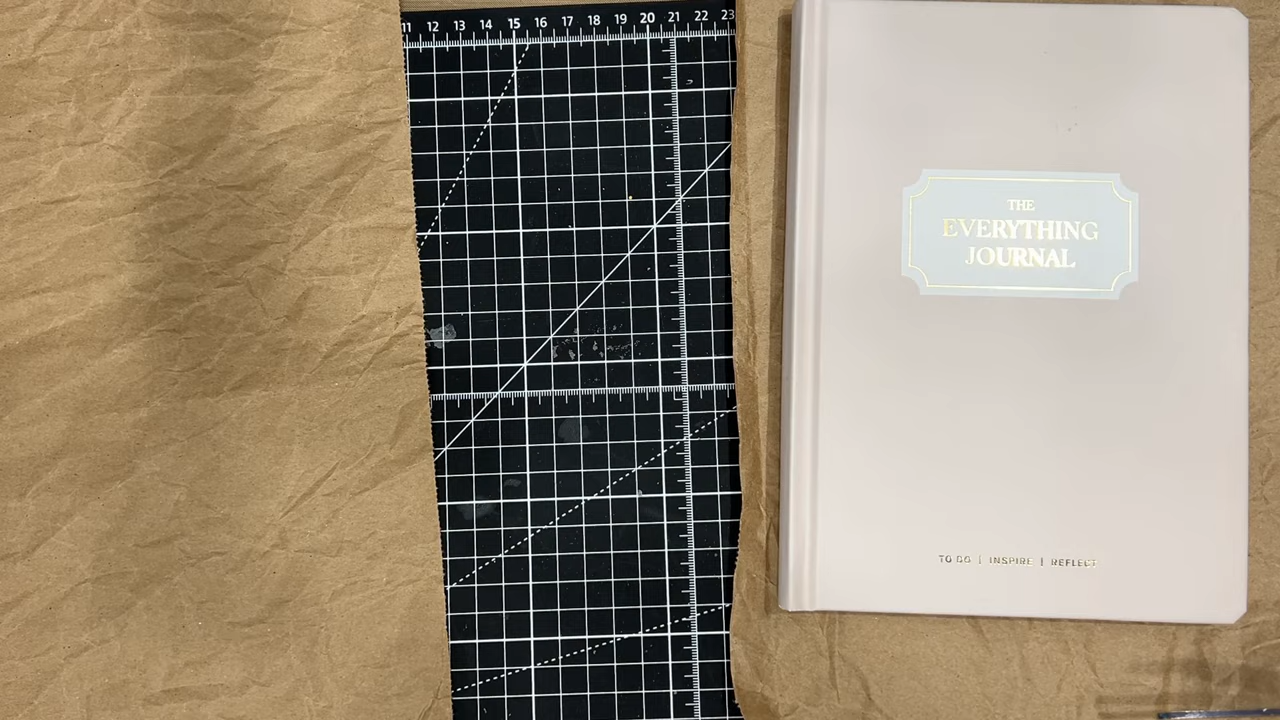 11 12 13 14 15 16 17 18 19 20 21 22 23
THE
EVERYTHING
JOURNAL
TO DO | INSPIRE | REFLECT